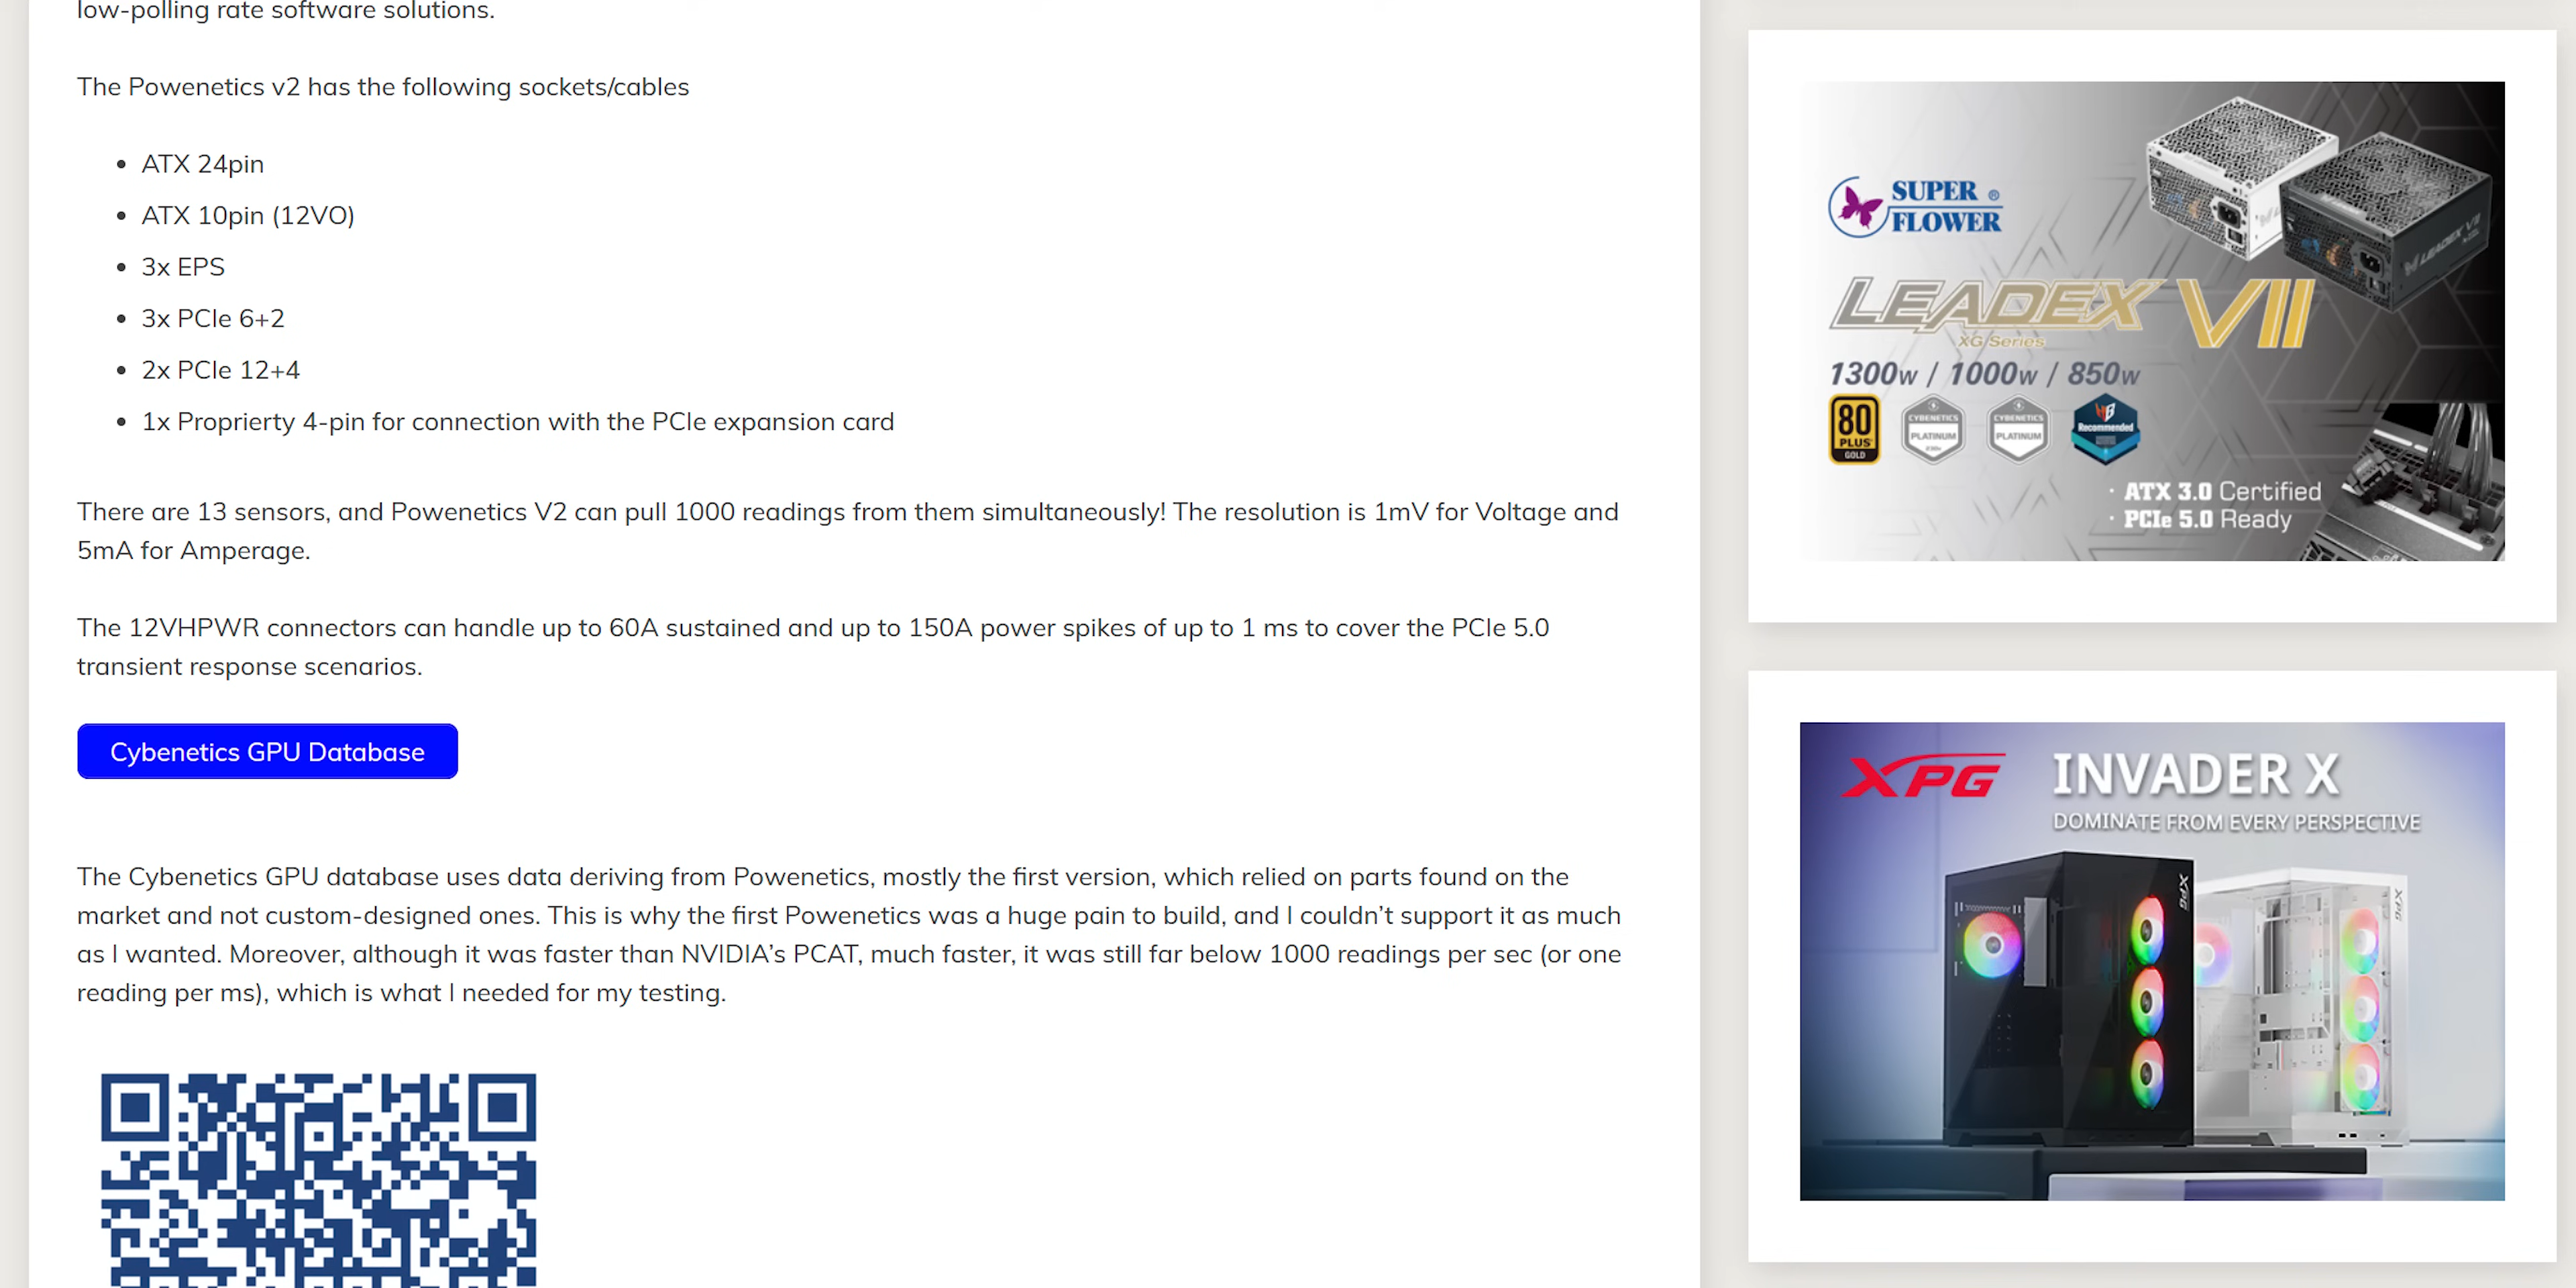 low-polling rate software solutions.
The Powenetics v2 has the following sockets/cables
ATX 24pin
ATX 10pin (12VO)
3x EPS
3x PCIe 6+2
2x PCIe 12+4
1x Proprierty 4-pin for connection with the PCIe expansion card
There are 13 sensors, and Powenetics V2 can pull 1000 readings from them simultaneously! The resolution is 1mV for Voltage and
5mA for Amperage.
The 12VHPWR connectors can handle up to 60A sustained and up to 150A power spikes of up to 1 ms to cover the PCIe 5.0
transient response scenarios.
Cybenetics GPU Database
The Cybenetics GPU database uses data deriving from Powenetics, mostly the first version, which relied on parts found on the
market and not custom-designed ones. This is why the first Powenetics was a huge pain to build, and I couldn’t support it as much
as I wanted. Moreover, although it was faster than NVIDIA’s PCAT, much faster, it was still far below 1000 readings per sec (or one
reading per ms), which is what I needed for my testing.
SUPER ®
FLOWER
LEADEX VII
XG Series
1300W / 1000W / 850W
80
PLUS
GOLD
CYBENETICS
PLATINUM
CYBENETICS
PLATINUM
Recommended
· ATX 3.0 Certified
· PCIe 5.0 Ready
LEADEX VII
XPG
INVADER X
DOMINATE FROM EVERY PERSPECTIVE
XPG
XPG